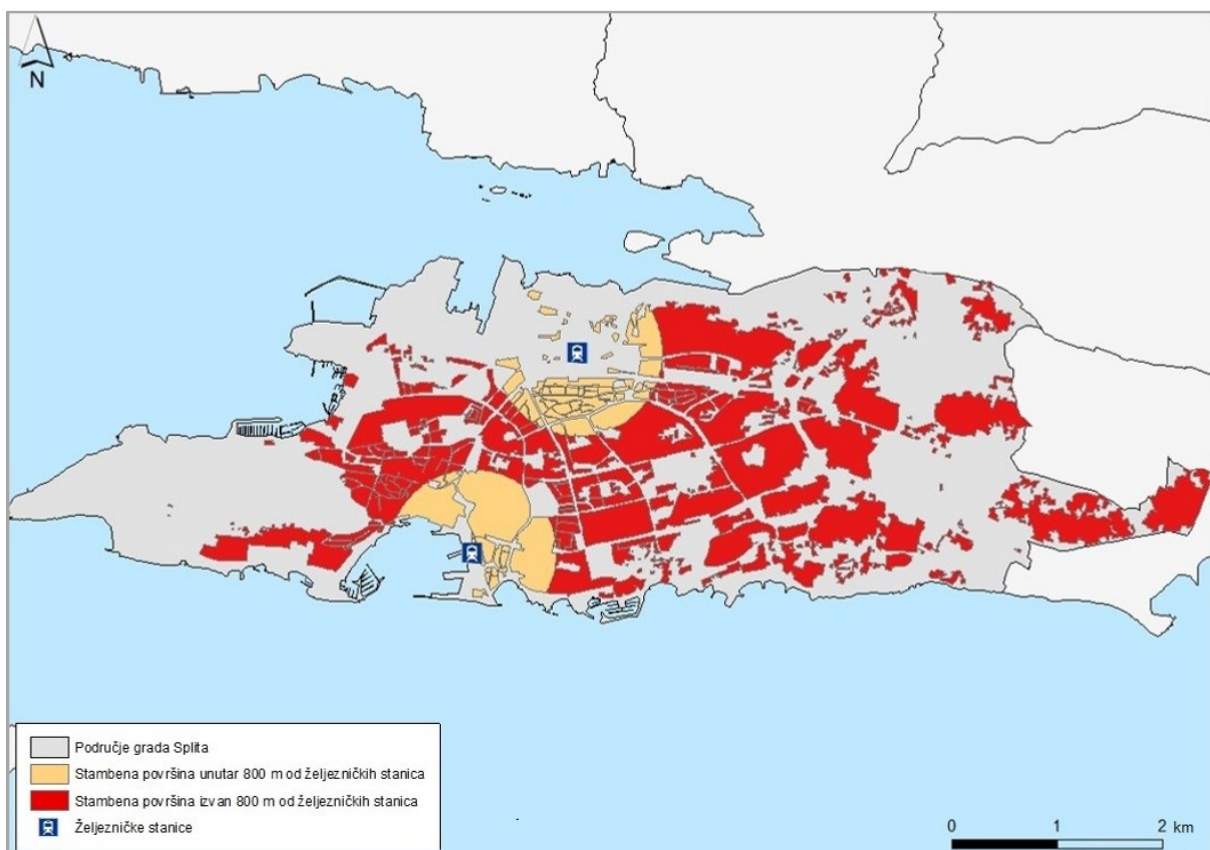 N
Područje grada Splita
Stambena površina unutar 800 m od željezničkih stanica
Stambena površina izvan 800 m od željezničkih stanica
Željezničke stanice
0 1 2 km